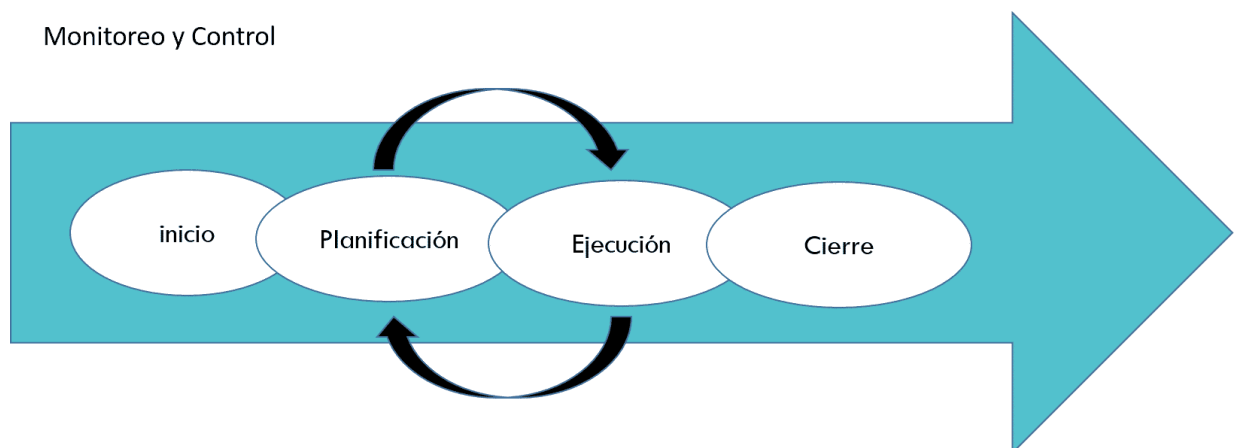 Monitoreo y Control
inicio
Planificación
Ejecución
Cierre